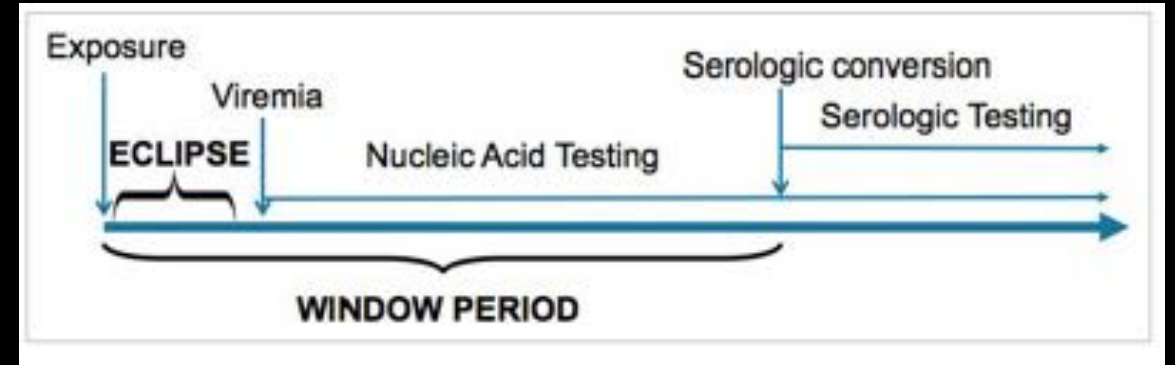 Exposure
Serologic conversion
Viremia
Serologic Testing
ECLIPSE
Nucleic Acid Testing
WINDOW PERIOD